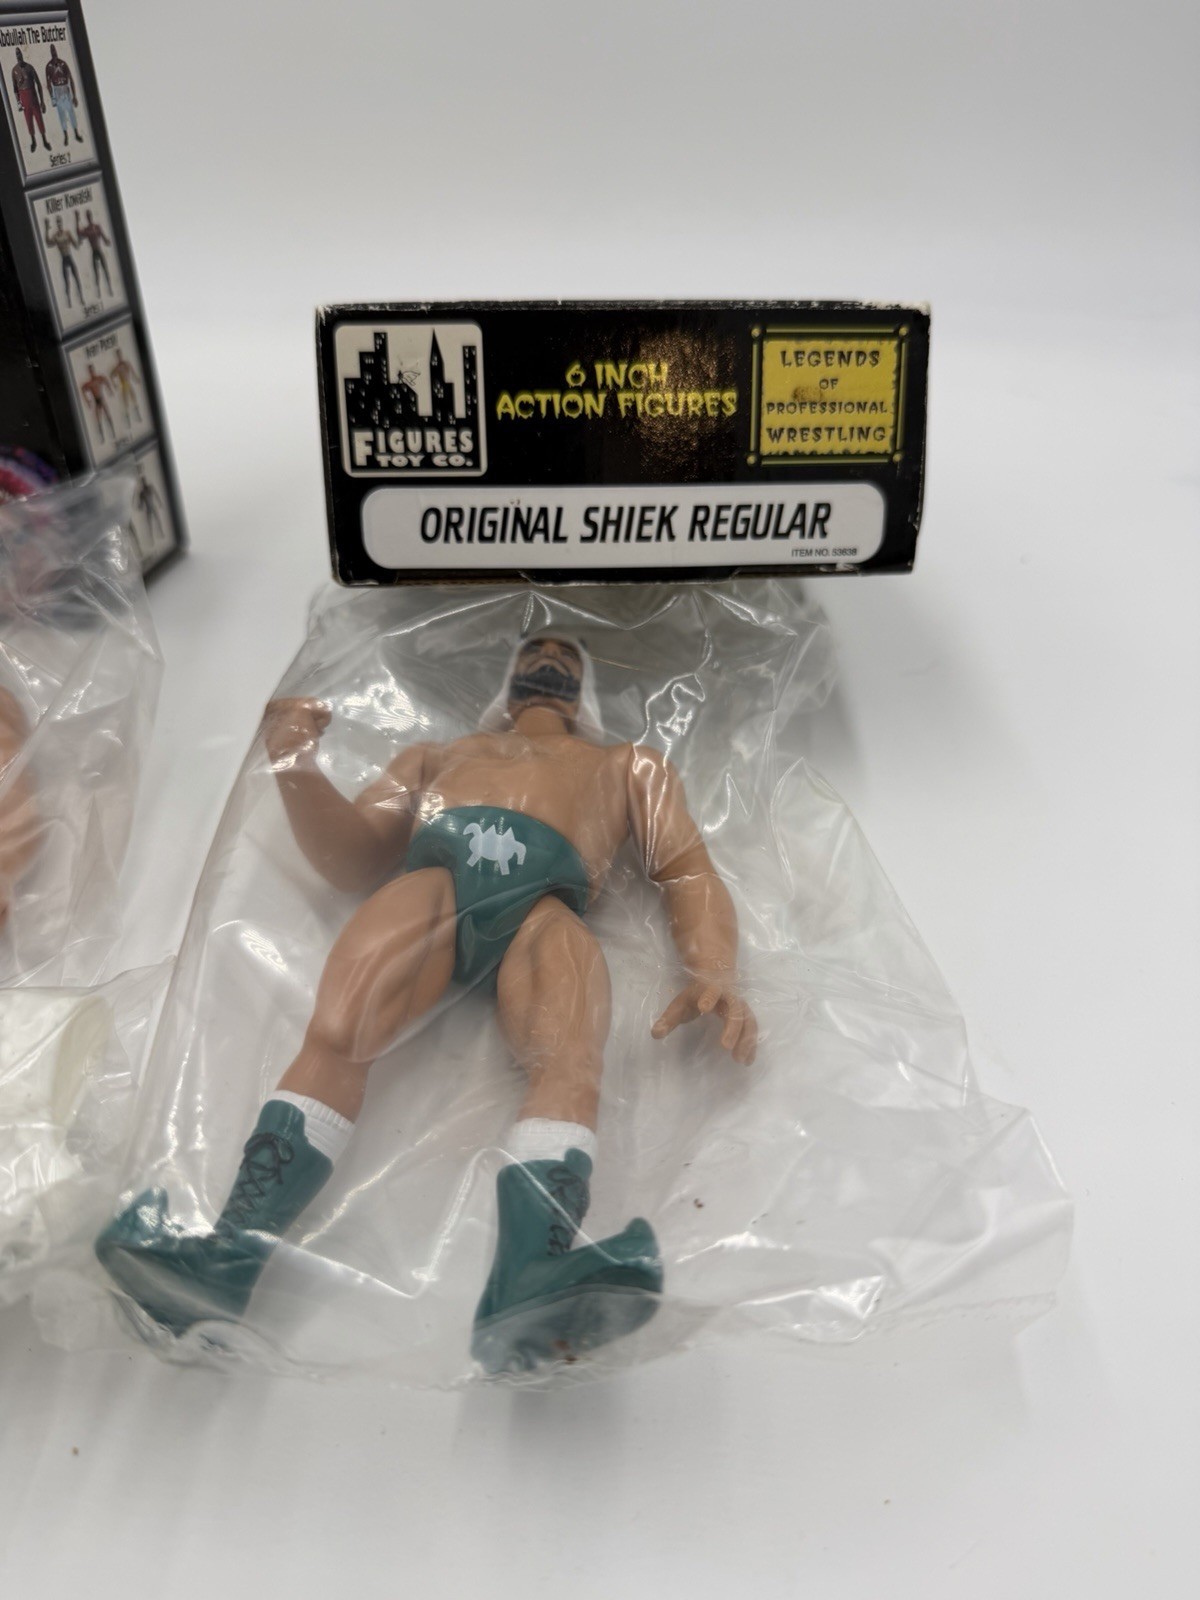 Abdullah The Butcher
Series 1
Killer Kowalski
Series 1
FIGURES
TOY CO.
6 INCH
ACTION FIGURES
LEGENDS
OF
PROFESSIONAL
WRESTLING
ORIGINAL SHIEK REGULAR
ITEM NO. 53638